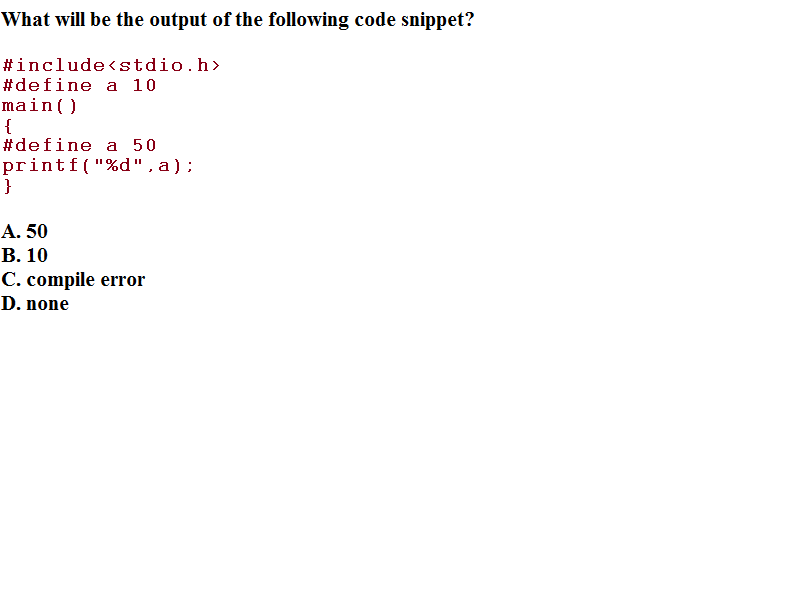 What will be the output of the following code snippet?
#include<stdio.h>
#define a 10
main()
{
#define a 50
printf("%d",a);
}
A. 50
B. 10
C. compile error
D. none